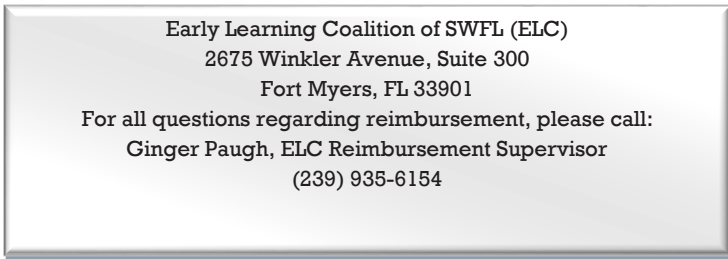 Early Learning Coalition of SWFL (ELC)
2675 Winkler Avenue, Suite 300
Fort Myers, FL 33901
For all questions regarding reimbursement, please call:
Ginger Paugh, ELC Reimbursement Supervisor
(239) 935-6154